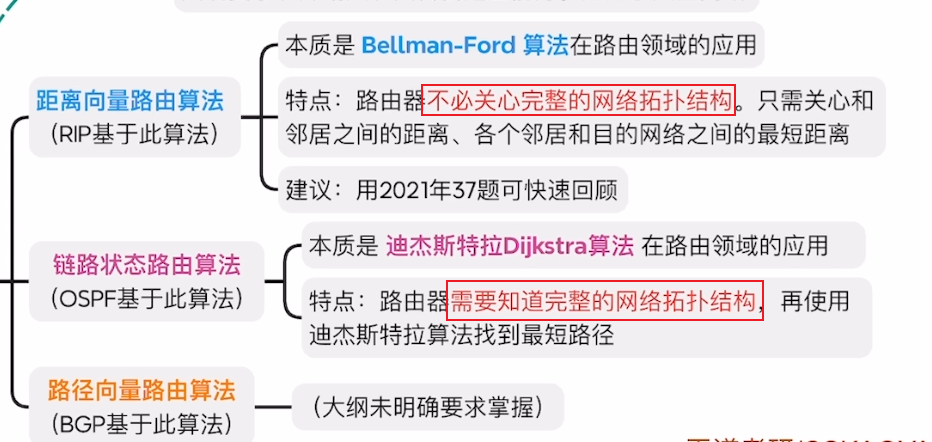 本质是 Bellman-Ford 算法在路由领域的应用
距离向量路由算法
(RIP基于此算法)
特点：路由器不必关心完整的网络拓扑结构。只需关心和
邻居之间的距离、各个邻居和目的网络之间的最短距离
建议：用2021年37题可快速回顾
链路状态路由算法
(OSPF基于此算法)
本质是 迪杰斯特拉Dijkstra算法 在路由领域的应用
特点：路由器需要知道完整的网络拓扑结构，再使用
迪杰斯特拉算法找到最短路径
路径向量路由算法
(BGP基于此算法)
（大纲未明确要求掌握）